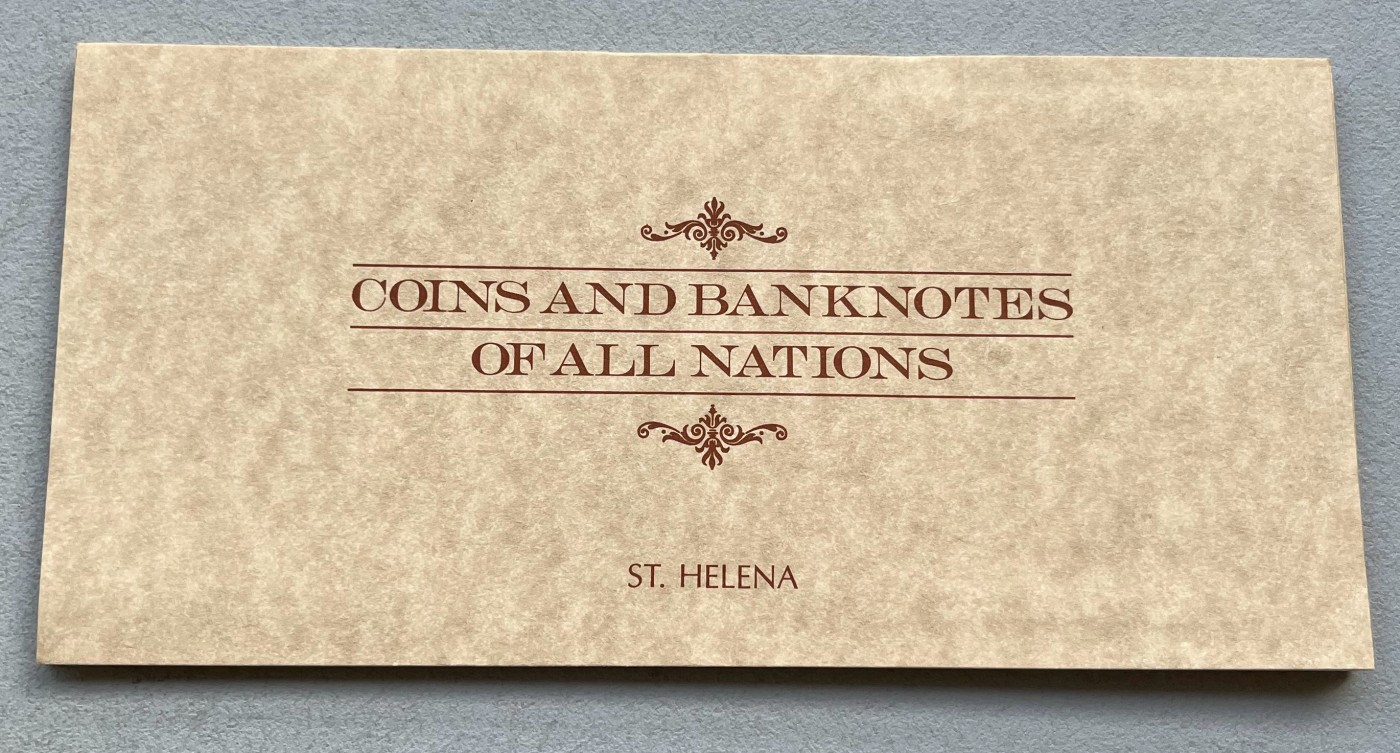 COINS AND BANKNOTES
OF ALL NATIONS
ST. HELENA